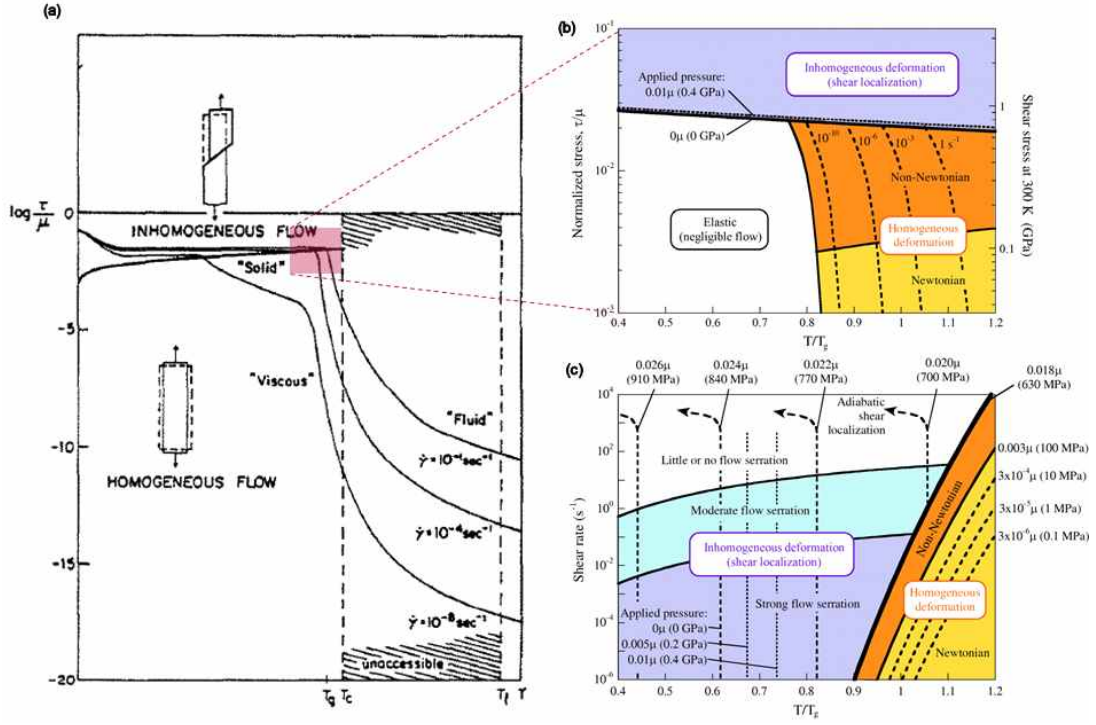 (a)
log τ/μ
0
-5
-10
-15
-20
INHOMOGENEOUS FLOW
"Solid"
"Viscous"
"Fluid"
γ̇ = 10⁻¹ sec⁻¹
HOMOGENEOUS FLOW
γ̇ = 10⁻⁴ sec⁻¹
γ̇ = 10⁻⁸ sec⁻¹
unaccessible
Tg Tc Tl T
(b)
Normalized stress, τ/μ
10⁻¹
10⁻²
Inhomogeneous deformation
(shear localization)
Applied pressure:
0.01μ (0.4 GPa)
0μ (0 GPa)
10⁻¹⁰
10⁻⁶
10⁻³
1 s⁻¹
Non-Newtonian
Elastic
(negligible flow)
Homogeneous
deformation
Newtonian
1
0.1
Shear stress at 300 K (GPa)
0.4 0.5 0.6 0.7 0.8 0.9 1 1.1 1.2
T/Tg
(c)
0.026μ
(910 MPa)
0.024μ
(840 MPa)
0.022μ
(770 MPa)
0.020μ
(700 MPa)
0.018μ
(630 MPa)
Shear rate (s⁻¹)
10⁴
10²
10⁰
10⁻²
10⁻⁴
10⁻⁶
Adiabatic
shear
localization
Little or no flow serration
Moderate flow serration
Inhomogeneous deformation
(shear localization)
Strong flow serration
Applied pressure:
0μ (0 GPa)
0.005μ (0.2 GPa)
0.01μ (0.4 GPa)
Non-Newtonian
Homogeneous
deformation
Newtonian
0.003μ (100 MPa)
3x10⁻⁴μ (10 MPa)
3x10⁻⁵μ (1 MPa)
3x10⁻⁶μ (0.1 MPa)
0.4 0.5 0.6 0.7 0.8 0.9 1.0 1.1 1.2
T/Tg